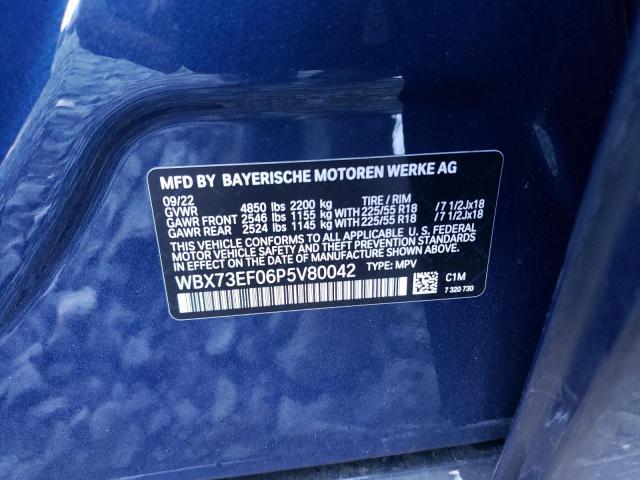 MFD BY BAYERISCHE MOTOREN WERKE AG
09/22
GVWR 4850 lbs 2200 kg TIRE / RIM
GAWR FRONT 2546 lbs 1155 kg WITH 225/55 R18 /7 1/2Jx18
GAWR REAR 2524 lbs 1145 kg WITH 225/55 R18 /7 1/2Jx18
THIS VEHICLE CONFORMS TO ALL APPLICABLE U. S. FEDERAL
MOTOR VEHICLE SAFETY, BUMPER, AND THEFT PREVENTION
STANDARDS IN EFFECT ON THE
DATE OF MANUFACTURE SHOWN ABOVE.
WBX73EF06P5V80042 TYPE: MPV
C1M
7 320 730